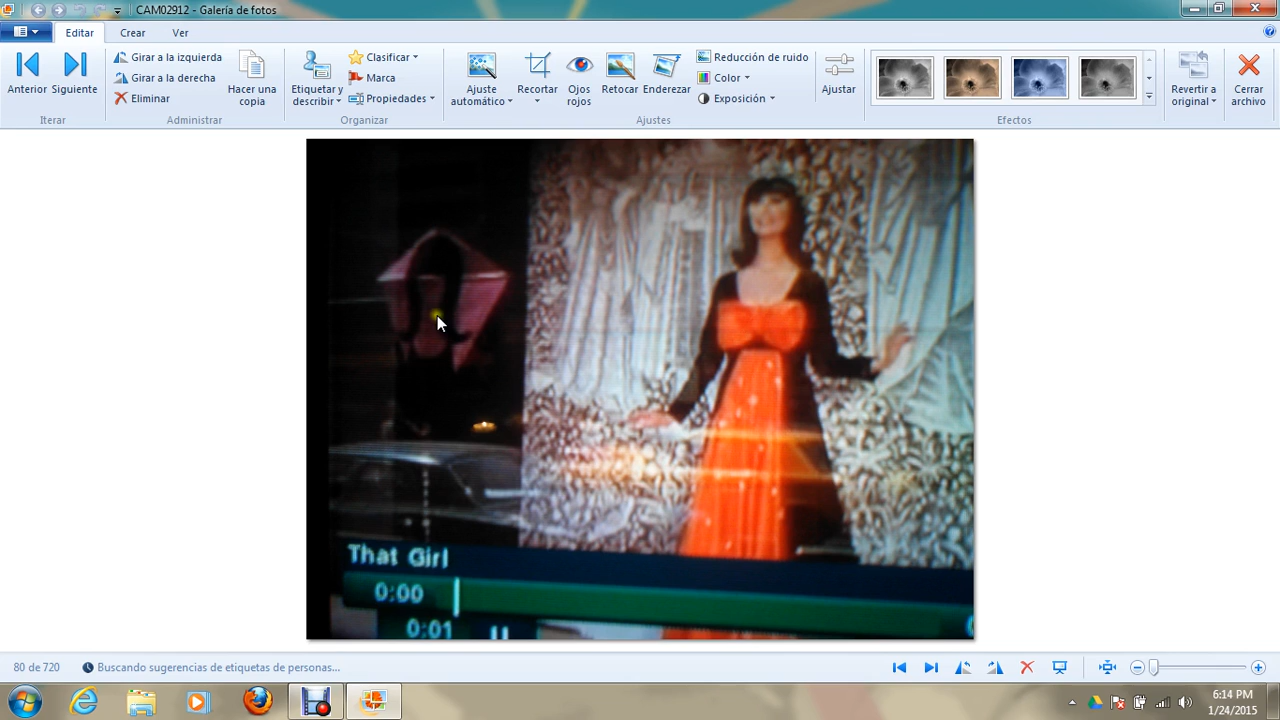 CAM02912 - Galería de fotos
Editar
Crear
Ver
Anterior
Siguiente
Iterar
Girar a la izquierda
Girar a la derecha
Eliminar
Hacer una copia
Administrar
Etiquetar y describir
Clasificar
Marca
Propiedades
Organizar
Ajuste automático
Recortar
Ojos rojos
Retocar
Enderezar
Reducción de ruido
Color
Exposición
Ajustar
Ajustes
Efectos
Revertir a original
Cerrar archivo
That Girl
0:00
0:01
80 de 720
Buscando sugerencias de etiquetas de personas...
6:14 PM
1/24/2015